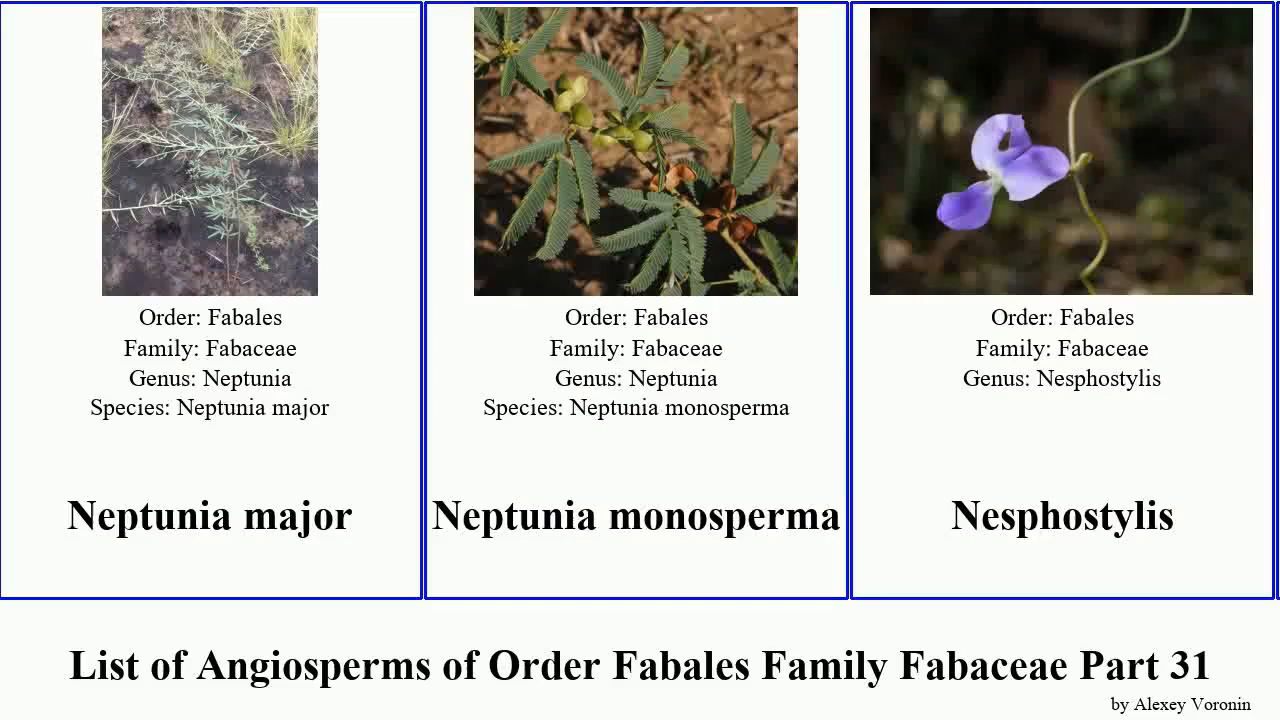 Order: Fabales
Family: Fabaceae
Genus: Neptunia
Species: Neptunia major
Neptunia major
Order: Fabales
Family: Fabaceae
Genus: Neptunia
Species: Neptunia monosperma
Neptunia monosperma
Order: Fabales
Family: Fabaceae
Genus: Nesphostylis
Nesphostylis
List of Angiosperms of Order Fabales Family Fabaceae Part 31
by Alexey Voronin